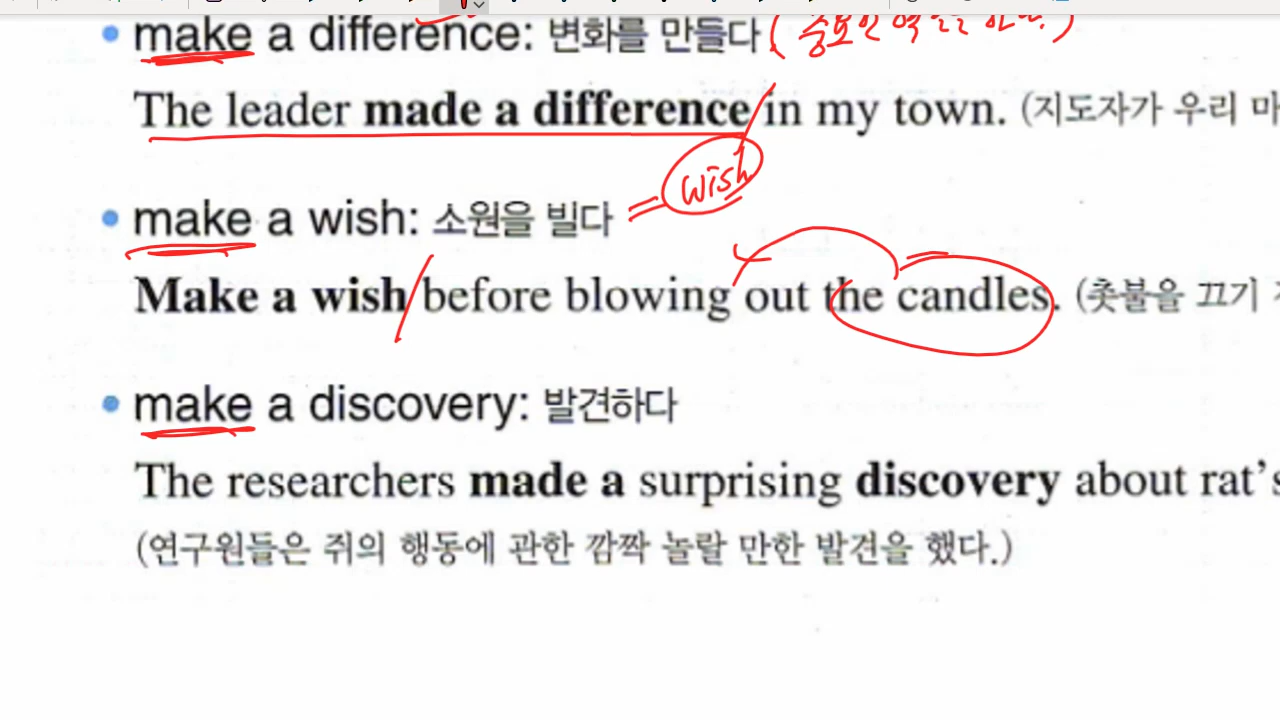 • make a difference: 변화를 만들다 (
The leader made a difference in my town. (지도자가 우리 마
wish
• make a wish: 소원을 빌다 =
Make a wish before blowing out the candles. (촛불을 끄기
• make a discovery: 발견하다
The researchers made a surprising discovery about rat's
(연구원들은 쥐의 행동에 관한 깜짝 놀랄 만한 발견을 했다.)